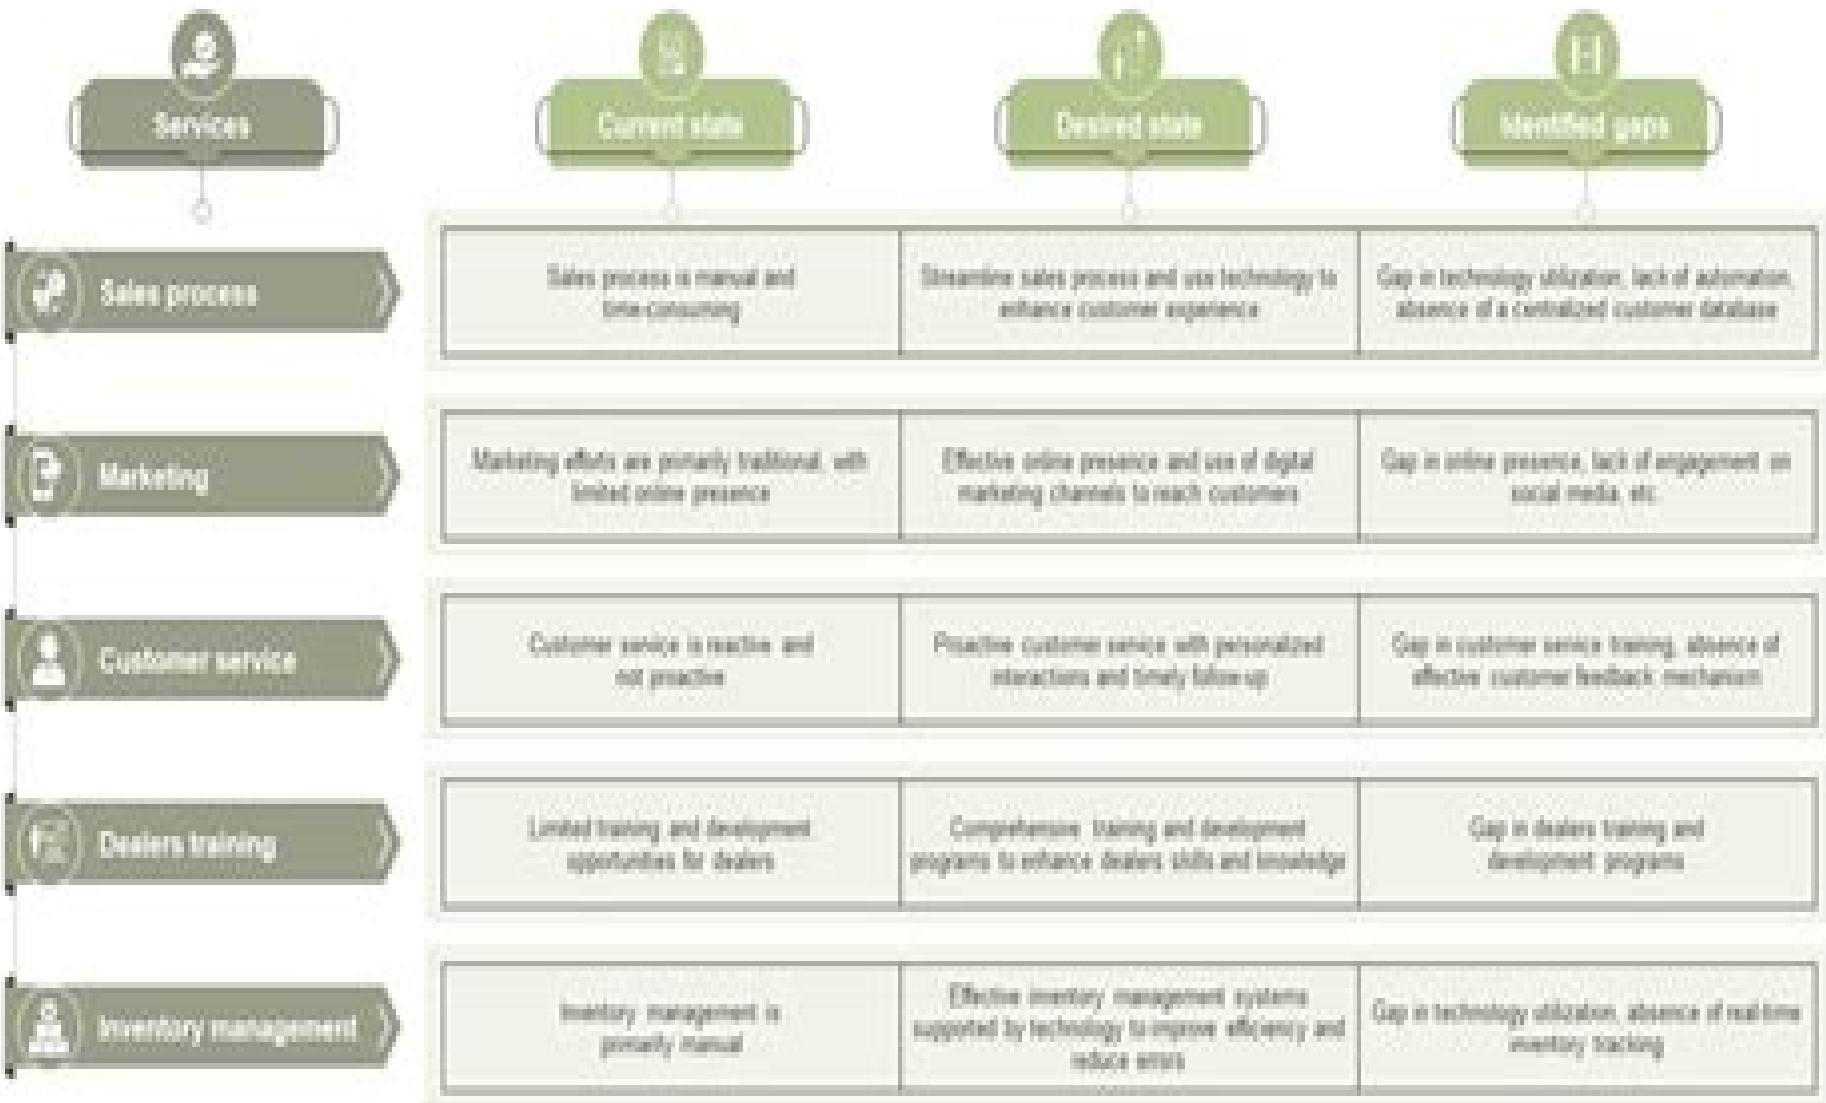 Services
Current state
Desired state
Identified gaps
Sales process
Sales process is manual and
time-consuming
Streamline sales process and use technology to
enhance customer experience
Gap in technology utilization, lack of automation,
absence of a centralized customer database
Marketing
Marketing efforts are primarily traditional, with
limited online presence
Effective online presence and use of digital
marketing channels to reach customers
Gap in online presence, lack of engagement on
social media, etc.
Customer service
Customer service is reactive and
not proactive
Proactive customer service with personalized
interactions and timely follow-up
Gap in customer service training, absence of
effective customer feedback mechanism
Dealers training
Limited training and development
opportunities for dealers
Comprehensive training and development
programs to enhance dealers skills and knowledge
Gap in dealers training and
development programs
Inventory management
Inventory management is
primarily manual
Effective inventory management systems
supported by technology to improve efficiency and
reduce errors
Gap in technology utilization, absence of real-time
inventory tracking